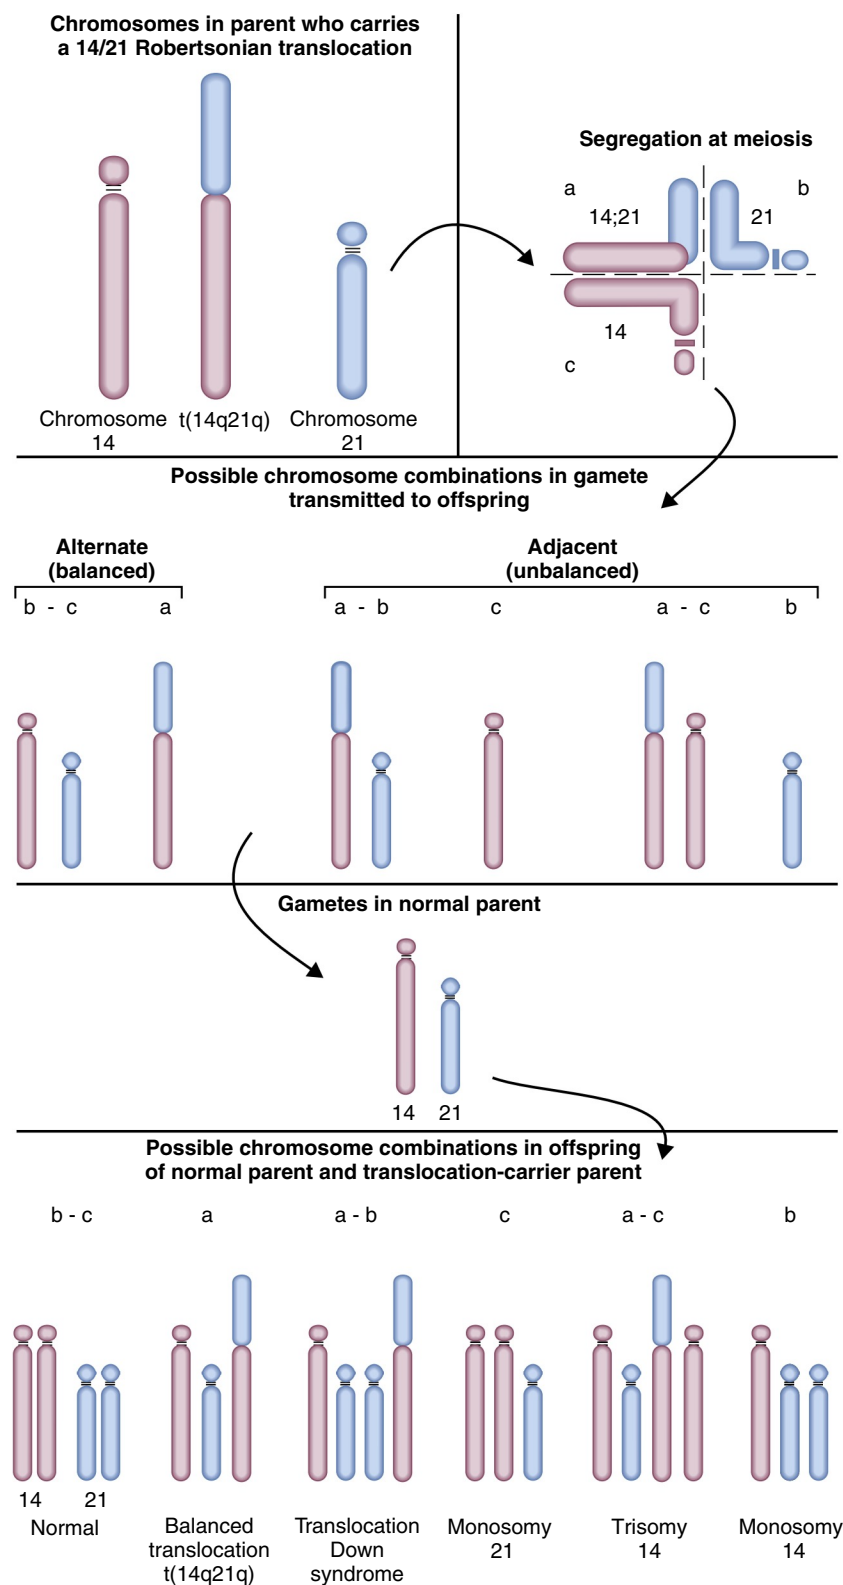 Chromosomes in parent who carries
a 14/21 Robertsonian translocation
Chromosome
14
t(14q21q)
Chromosome
21
Segregation at meiosis
a
b
14;21
21
14
c
Possible chromosome combinations in gamete
transmitted to offspring
Alternate
(balanced)
Adjacent
(unbalanced)
b - c
a
a - b
c
a - c
b
Gametes in normal parent
14
21
Possible chromosome combinations in offspring
of normal parent and translocation-carrier parent
b - c
a
a - b
c
a - c
b
14
21
Normal
Balanced
translocation
t(14q21q)
Translocation
Down
syndrome
Monosomy
21
Trisomy
14
Monosomy
14